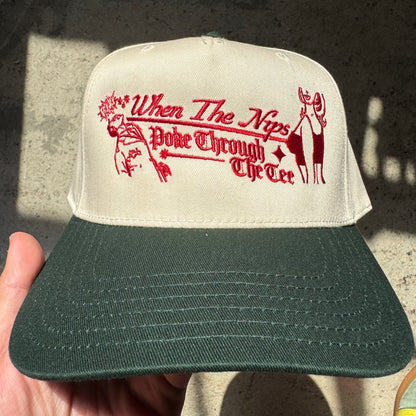 When The Nips
Poke Through
The Tee